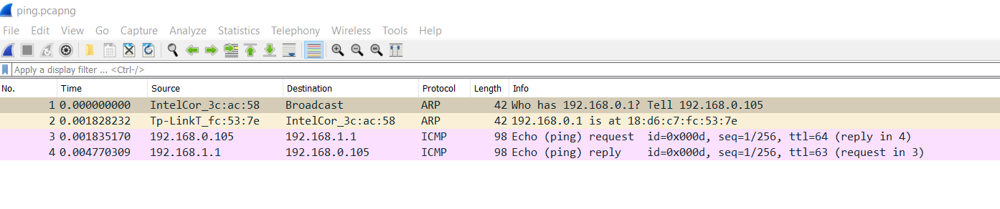 ping.pcapng
File Edit View Go Capture Analyze Statistics Telephony Wireless Tools Help
Apply a display filter ... <Ctrl-/>
No. Time Source Destination Protocol Length Info
1 0.000000000 IntelCor_3c:ac:58 Broadcast ARP 42 Who has 192.168.0.1? Tell 192.168.0.105
2 0.001828232 Tp-LinkT_fc:53:7e IntelCor_3c:ac:58 ARP 42 192.168.0.1 is at 18:d6:c7:fc:53:7e
3 0.001835170 192.168.0.105 192.168.1.1 ICMP 98 Echo (ping) request id=0x000d, seq=1/256, ttl=64 (reply in 4)
4 0.004770309 192.168.1.1 192.168.0.105 ICMP 98 Echo (ping) reply id=0x000d, seq=1/256, ttl=63 (request in 3)